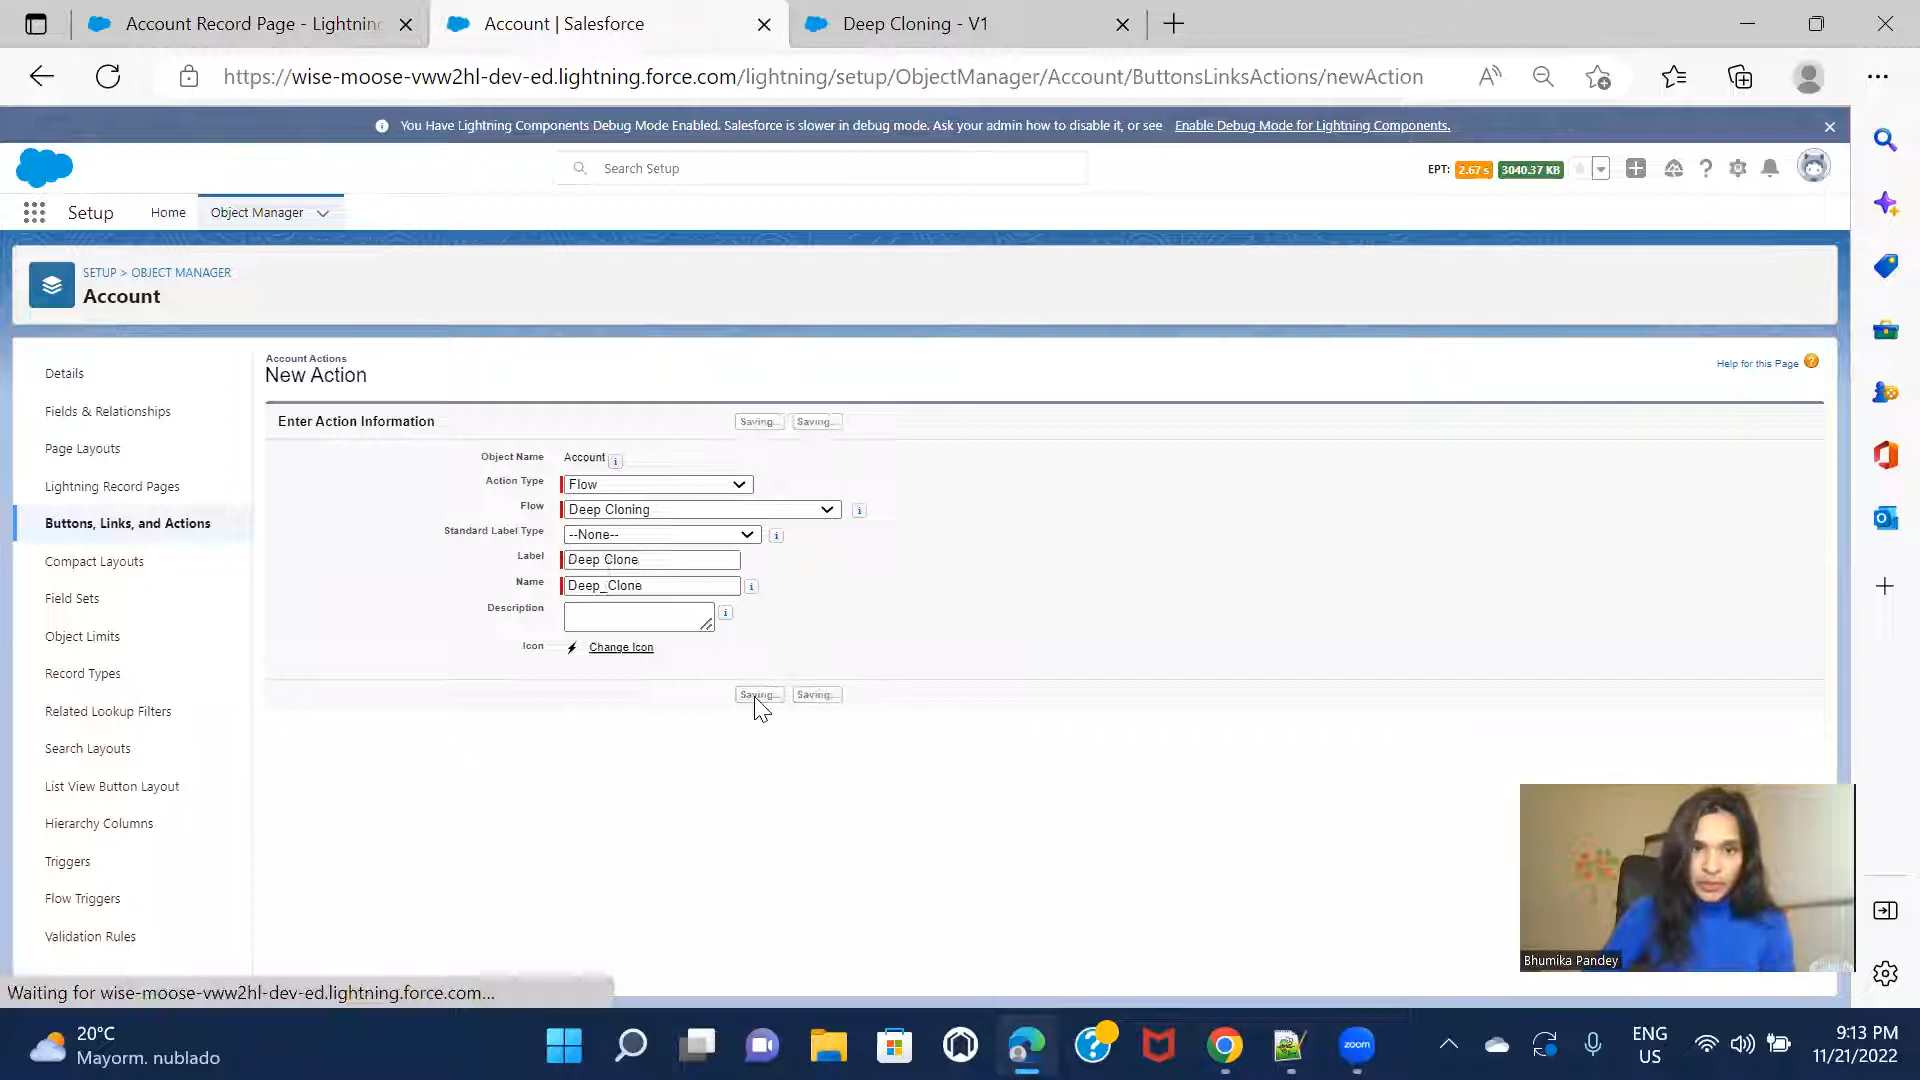 Account Record Page - Lightnin
Account | Salesforce
Deep Cloning - V1
https://wise-moose-vww2hl-dev-ed.lightning.force.com/lightning/setup/ObjectManager/Account/ButtonsLinksActions/newAction
You Have Lightning Components Debug Mode Enabled. Salesforce is slower in debug mode. Ask your admin how to disable it, or see Enable Debug Mode for Lightning Components.
Search Setup
EPT: 2.67 s 3040.37 KB
Setup
Home
Object Manager
SETUP > OBJECT MANAGER
Account
Details
Fields & Relationships
Page Layouts
Lightning Record Pages
Buttons, Links, and Actions
Compact Layouts
Field Sets
Object Limits
Record Types
Related Lookup Filters
Search Layouts
List View Button Layout
Hierarchy Columns
Triggers
Flow Triggers
Validation Rules
Account Actions
New Action
Help for this Page
Enter Action Information
Saving...
Saving...
Object Name Account
Action Type Flow
Flow Deep Cloning
Standard Label Type --None--
Label Deep Clone
Name Deep_Clone
Description
Icon Change Icon
Saving...
Saving...
Bhumika Pandey
Waiting for wise-moose-vww2hl-dev-ed.lightning.force.com...
20°C
Mayorm. nublado
zoom
ENG
US
9:13 PM
11/21/2022